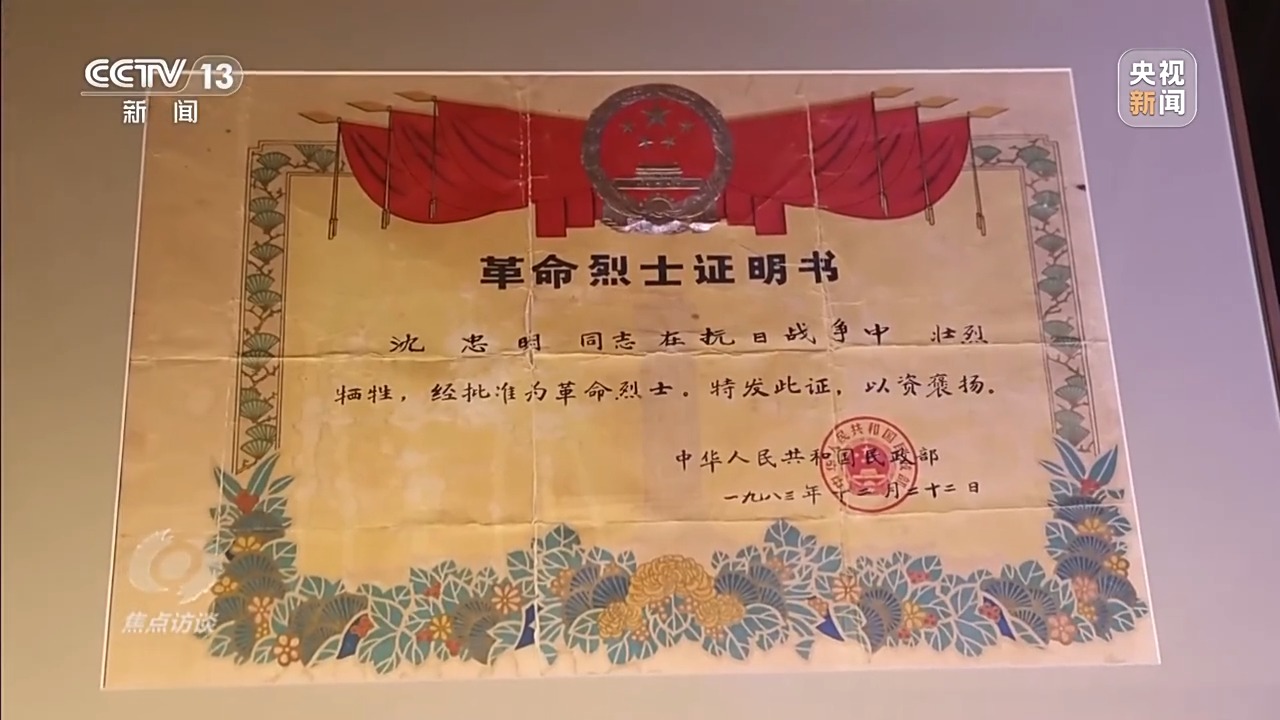 CCTV 13
新闻
央视
新闻
革命烈士证明书
沈忠明同志在抗日战争中壮烈
牺牲，经批准为革命烈士。特发此证，以资褒扬。
中华人民共和国民政部
一九八三年十二月二十二日
焦点访谈